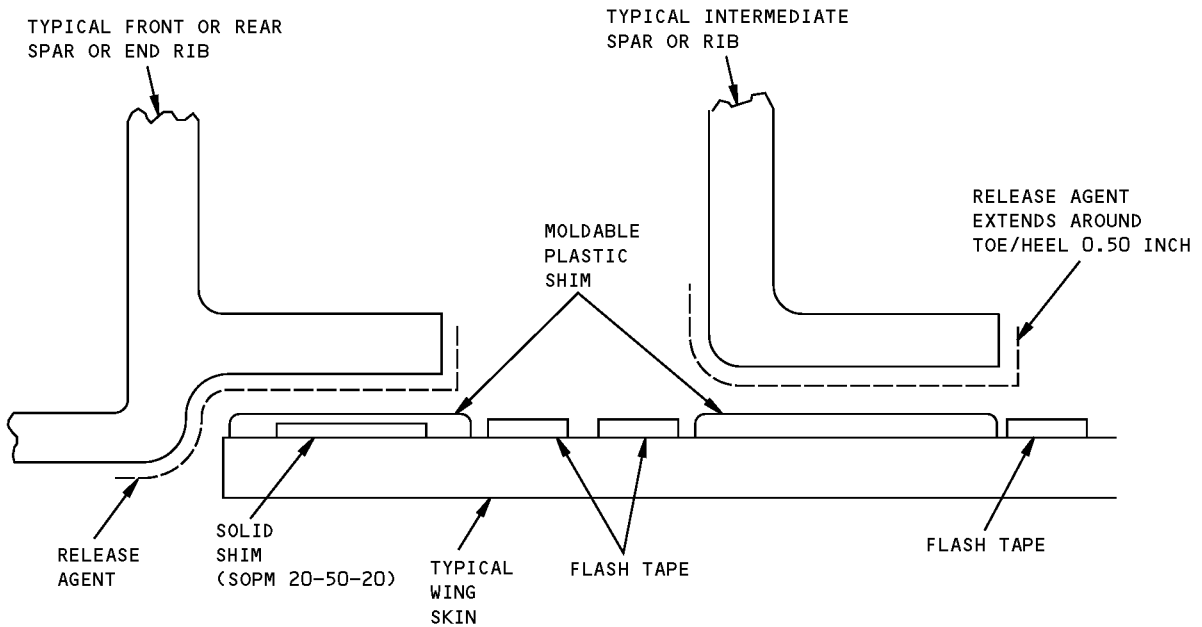 TYPICAL FRONT OR REAR
SPAR OR END RIB
TYPICAL INTERMEDIATE
SPAR OR RIB
RELEASE AGENT
EXTENDS AROUND
TOE/HEEL 0.50 INCH
MOLDABLE
PLASTIC
SHIM
RELEASE
AGENT
SOLID
SHIM
(SOPM 20-50-20)
TYPICAL
WING
SKIN
FLASH TAPE
FLASH TAPE